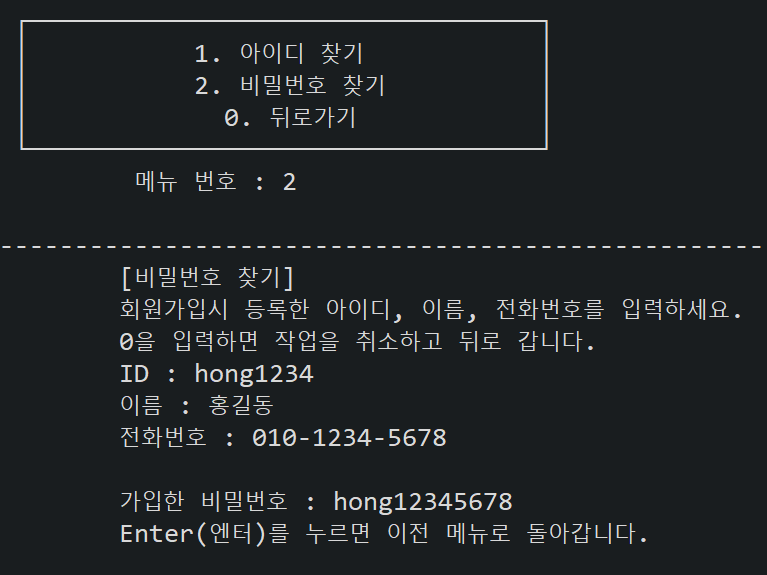 1. 아이디 찾기
2. 비밀번호 찾기
0. 뒤로가기
메뉴 번호 : 2
---------------------------------------------------
[비밀번호 찾기]
회원가입시 등록한 아이디, 이름, 전화번호를 입력하세요.
0을 입력하면 작업을 취소하고 뒤로 갑니다.
ID : hong1234
이름 : 홍길동
전화번호 : 010-1234-5678
가입한 비밀번호 : hong12345678
Enter(엔터)를 누르면 이전 메뉴로 돌아갑니다.